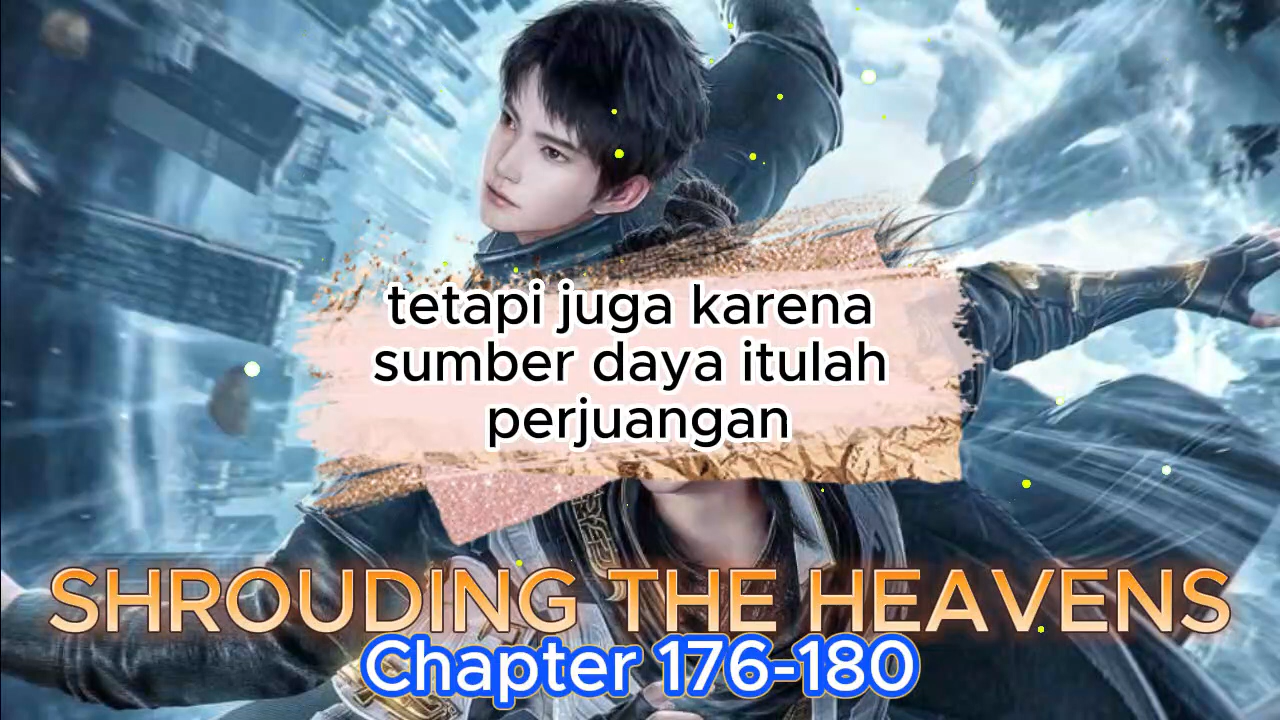 tetapi juga karena
sumber daya itulah
perjuangan
SHROUDING THE HEAVENS
Chapter 176-180